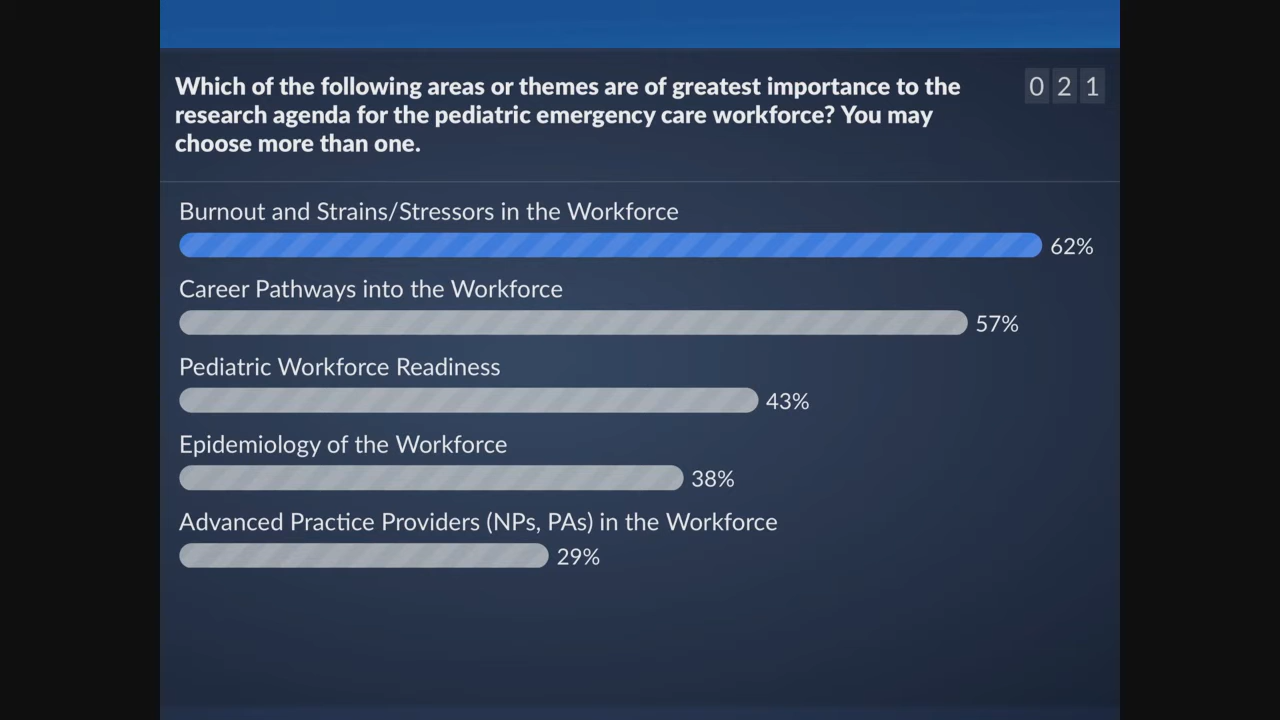 Which of the following areas or themes are of greatest importance to the
research agenda for the pediatric emergency care workforce? You may
choose more than one.
0 2 1
Burnout and Strains/Stressors in the Workforce
62%
Career Pathways into the Workforce
57%
Pediatric Workforce Readiness
43%
Epidemiology of the Workforce
38%
Advanced Practice Providers (NPs, PAs) in the Workforce
29%